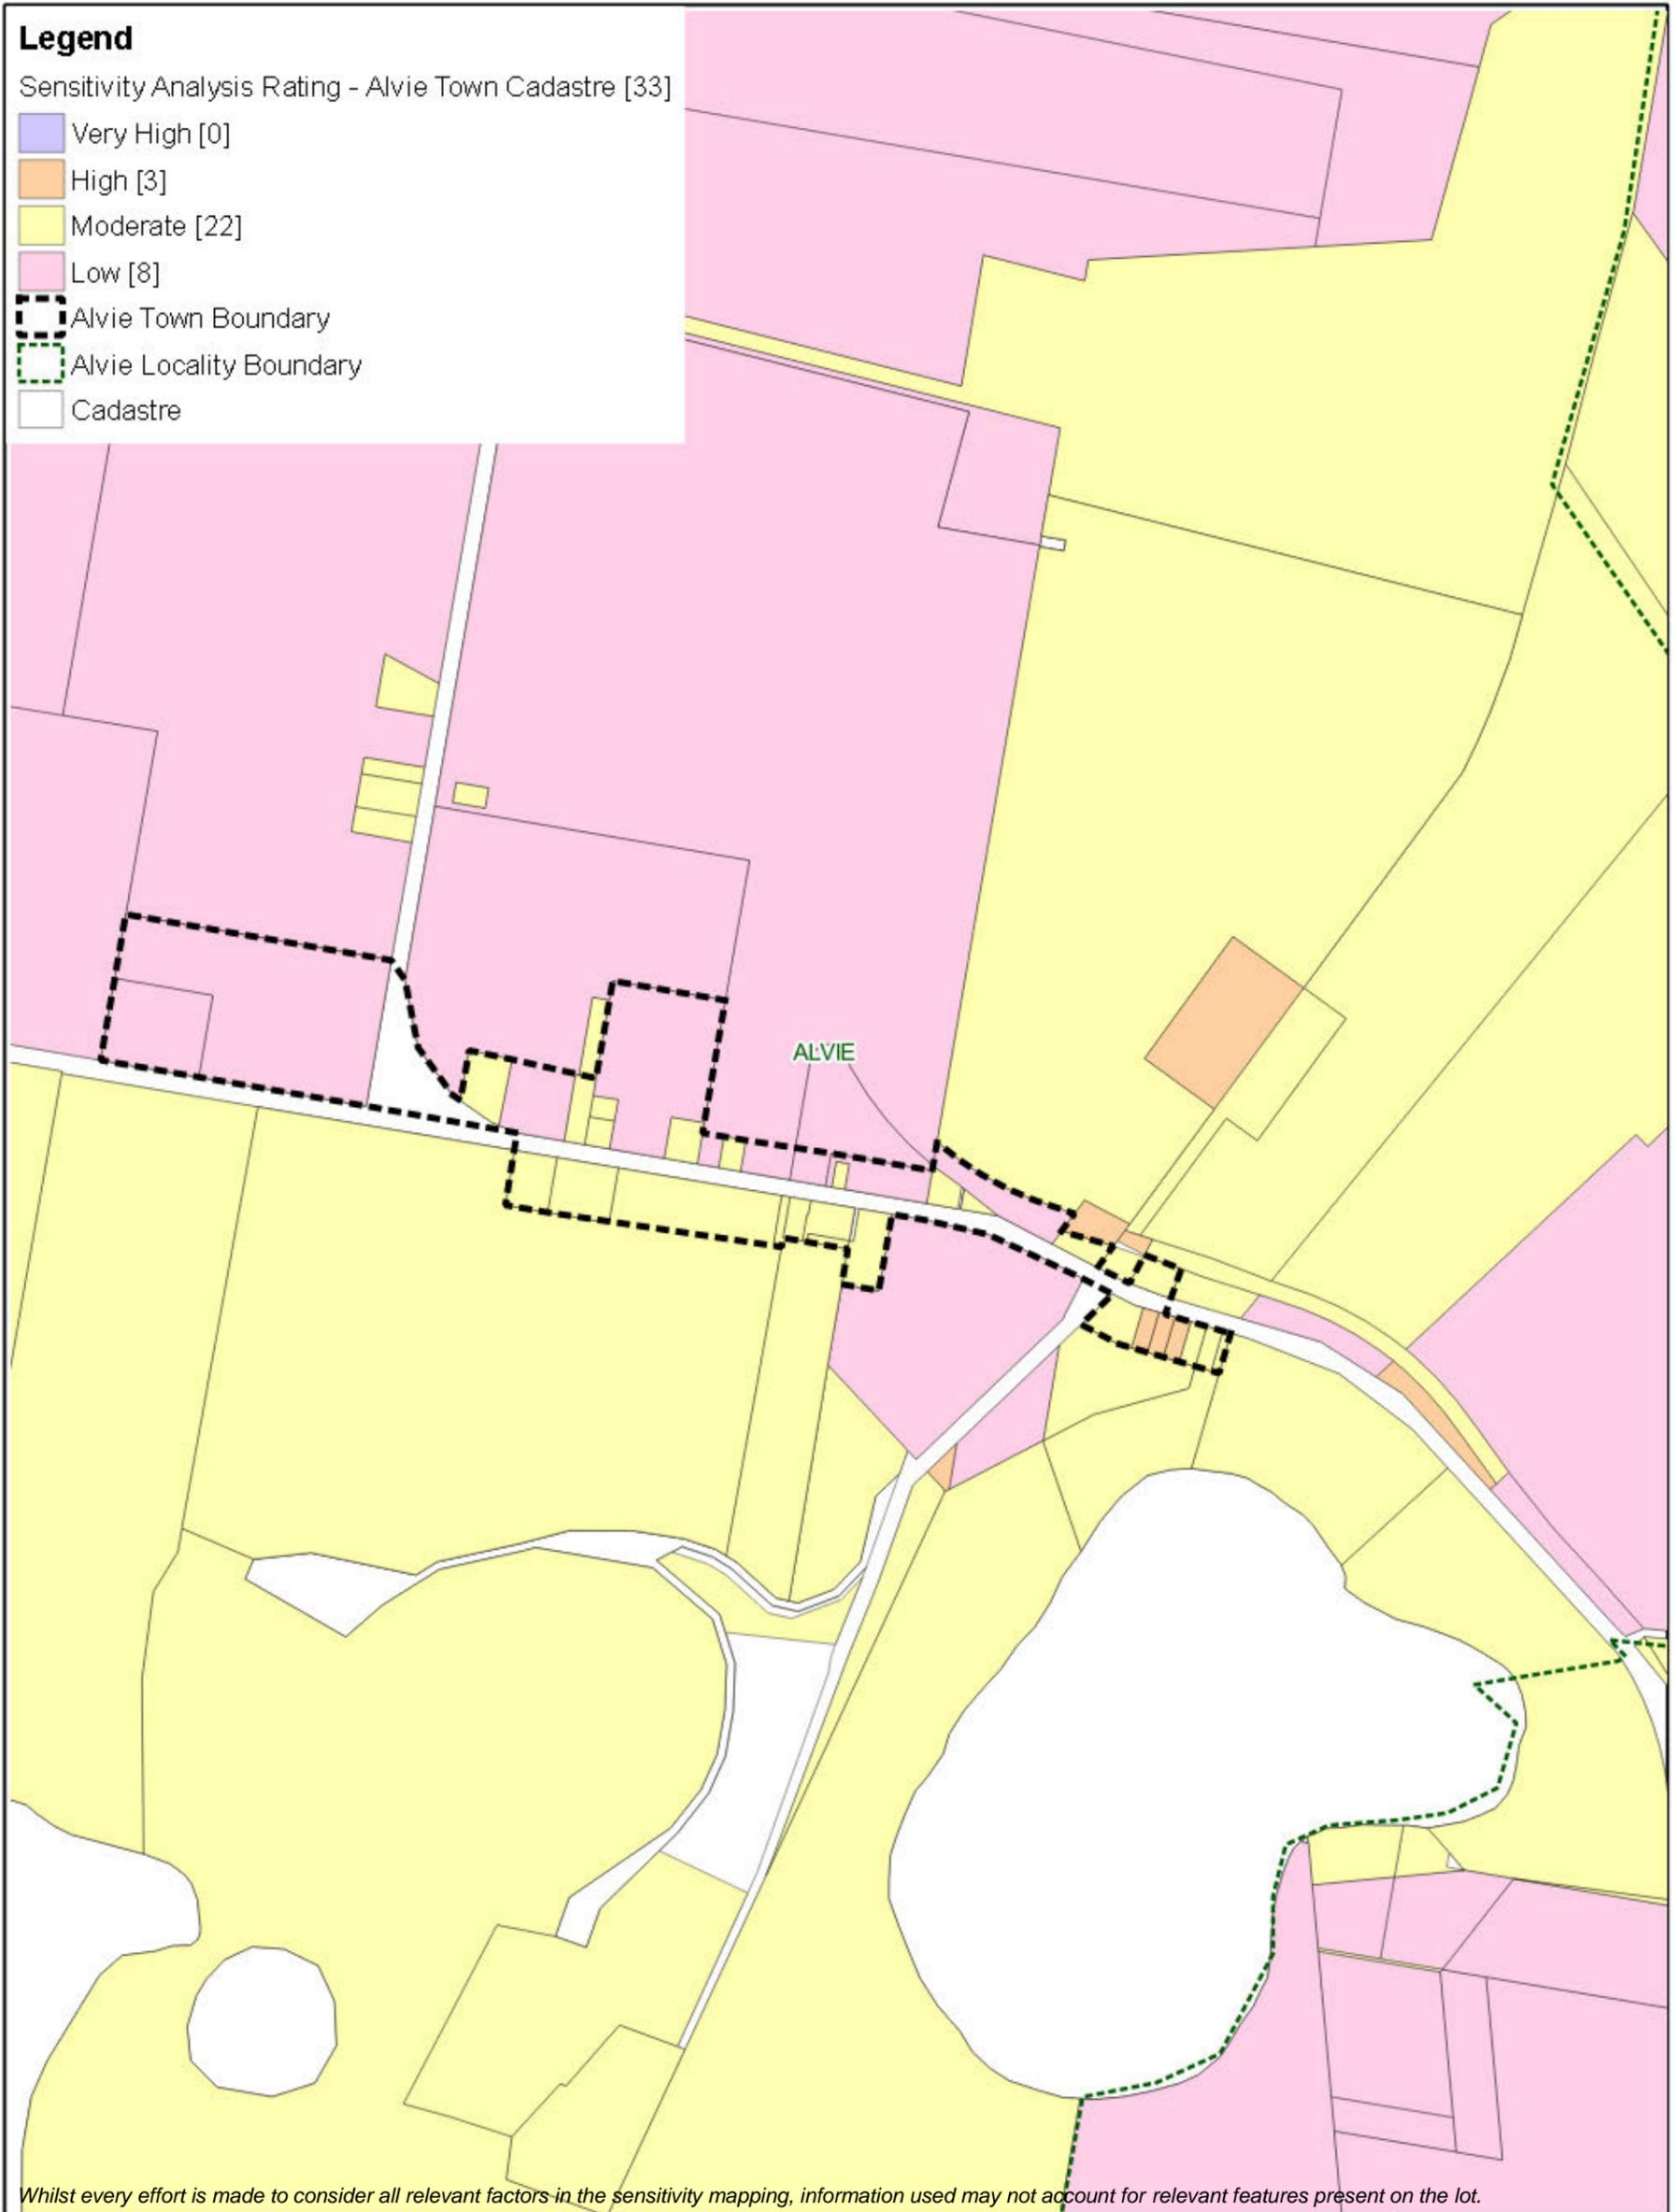 Legend
Sensitivity Analysis Rating - Alvie Town Cadastre [33]
Very High [0]
High [3]
Moderate [22]
Low [8]
Alvie Town Boundary
Alvie Locality Boundary
Cadastre
ALVIE
Whilst every effort is made to consider all relevant factors in the sensitivity mapping, information used may not account for relevant features present on the lot.